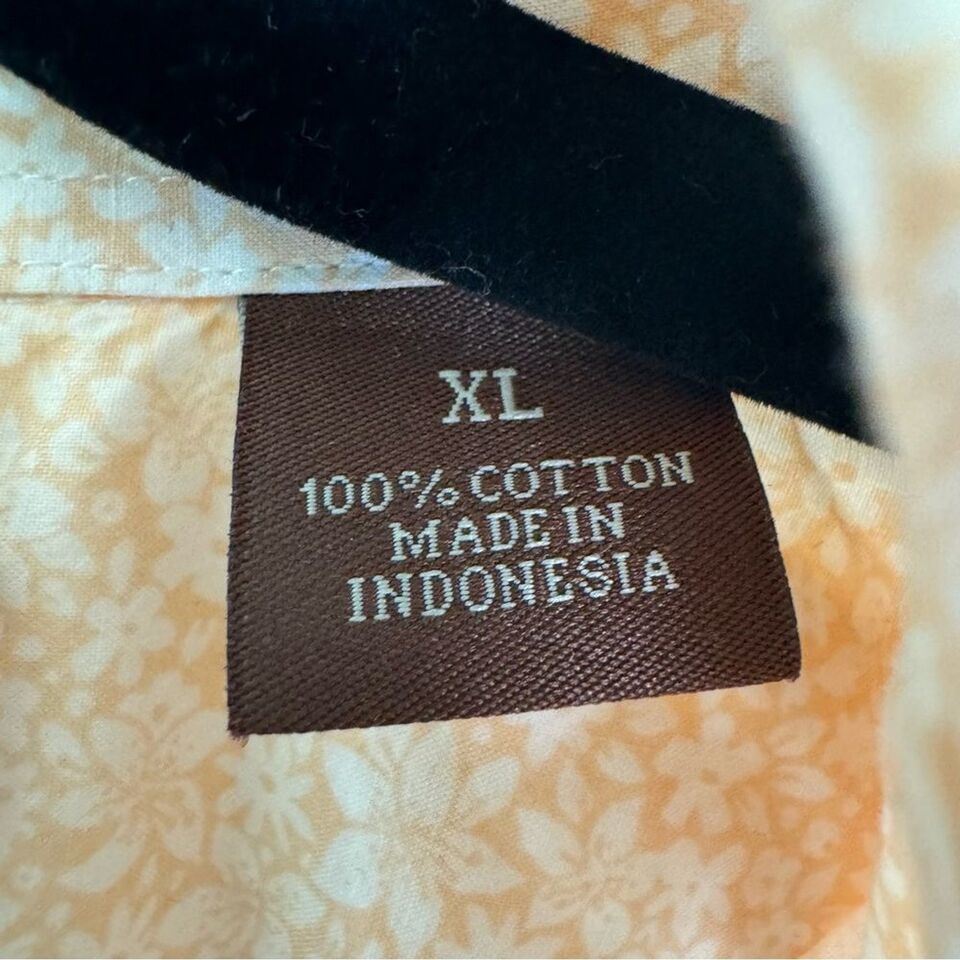 XL
100% COTTON
MADE IN
INDONESIA